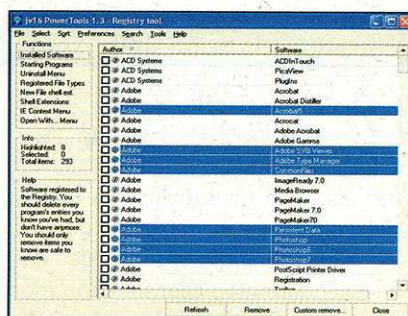 jv16 PowerTools 1.3 - Registry tool
File Select Sort Preferences Search Tools Help
Functions
Installed Software
Starting Programs
Uninstall Menu
Registered File Types
New File shell ext.
Shell Extensions
IE Context Menu
Open With... Menu
Info
Highlighted: 8
Selected: 0
Total items: 293
Help
Software registered to
the Registry. You
should delete every
program's entries you
know you've had, but
don't have anymore.
You should only
remove items you
know are safe to
remove.
Author Software
ACD Systems ACDInTouch
ACD Systems PicaView
ACD Systems PlugIns
Adobe Acrobat
Adobe Acrobat Distiller
Adobe Acrobat5
Adobe Acrocat
Adobe Adobe Acrobat
Adobe Adobe Gamma
Adobe Adobe SVG Viewer
Adobe Adobe Type Manager
Adobe CommonFiles
Adobe ImageReady 7.0
Adobe Media Browser
Adobe PageMaker
Adobe PageMaker 7.0
Adobe PageMaker70
Adobe Persistent Data
Adobe Photoshop
Adobe Photoshop6
Adobe Photoshop7
Adobe PostScript Printer Driver
Adobe Registration
Adobe
Refresh Remove Custom remove... Close